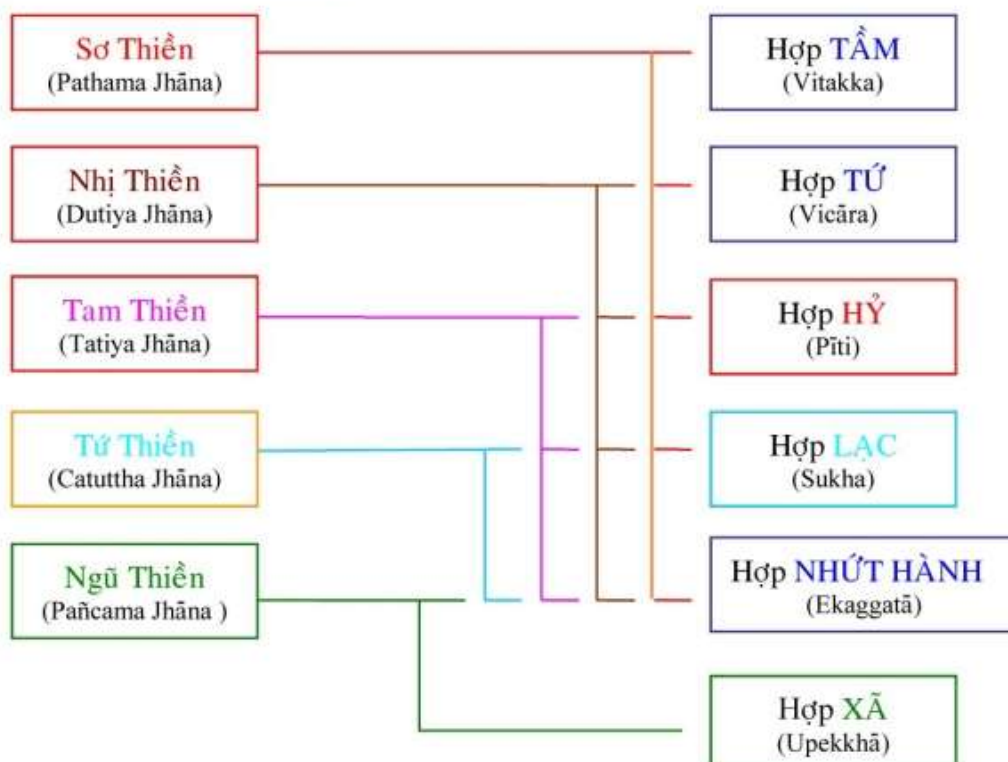 Sơ Thiền
(Pathama Jhāna)
Hợp TẦM
(Vitakka)
Nhị Thiền
(Dutiya Jhāna)
Hợp TỨ
(Vicāra)
Tam Thiền
(Tatiya Jhāna)
Hợp HỶ
(Pīti)
Tứ Thiền
(Catuttha Jhāna)
Hợp LẠC
(Sukha)
Ngũ Thiền
(Pañcama Jhāna )
Hợp NHỨT HÀNH
(Ekaggatā)
Hợp XÃ
(Upekkhā)